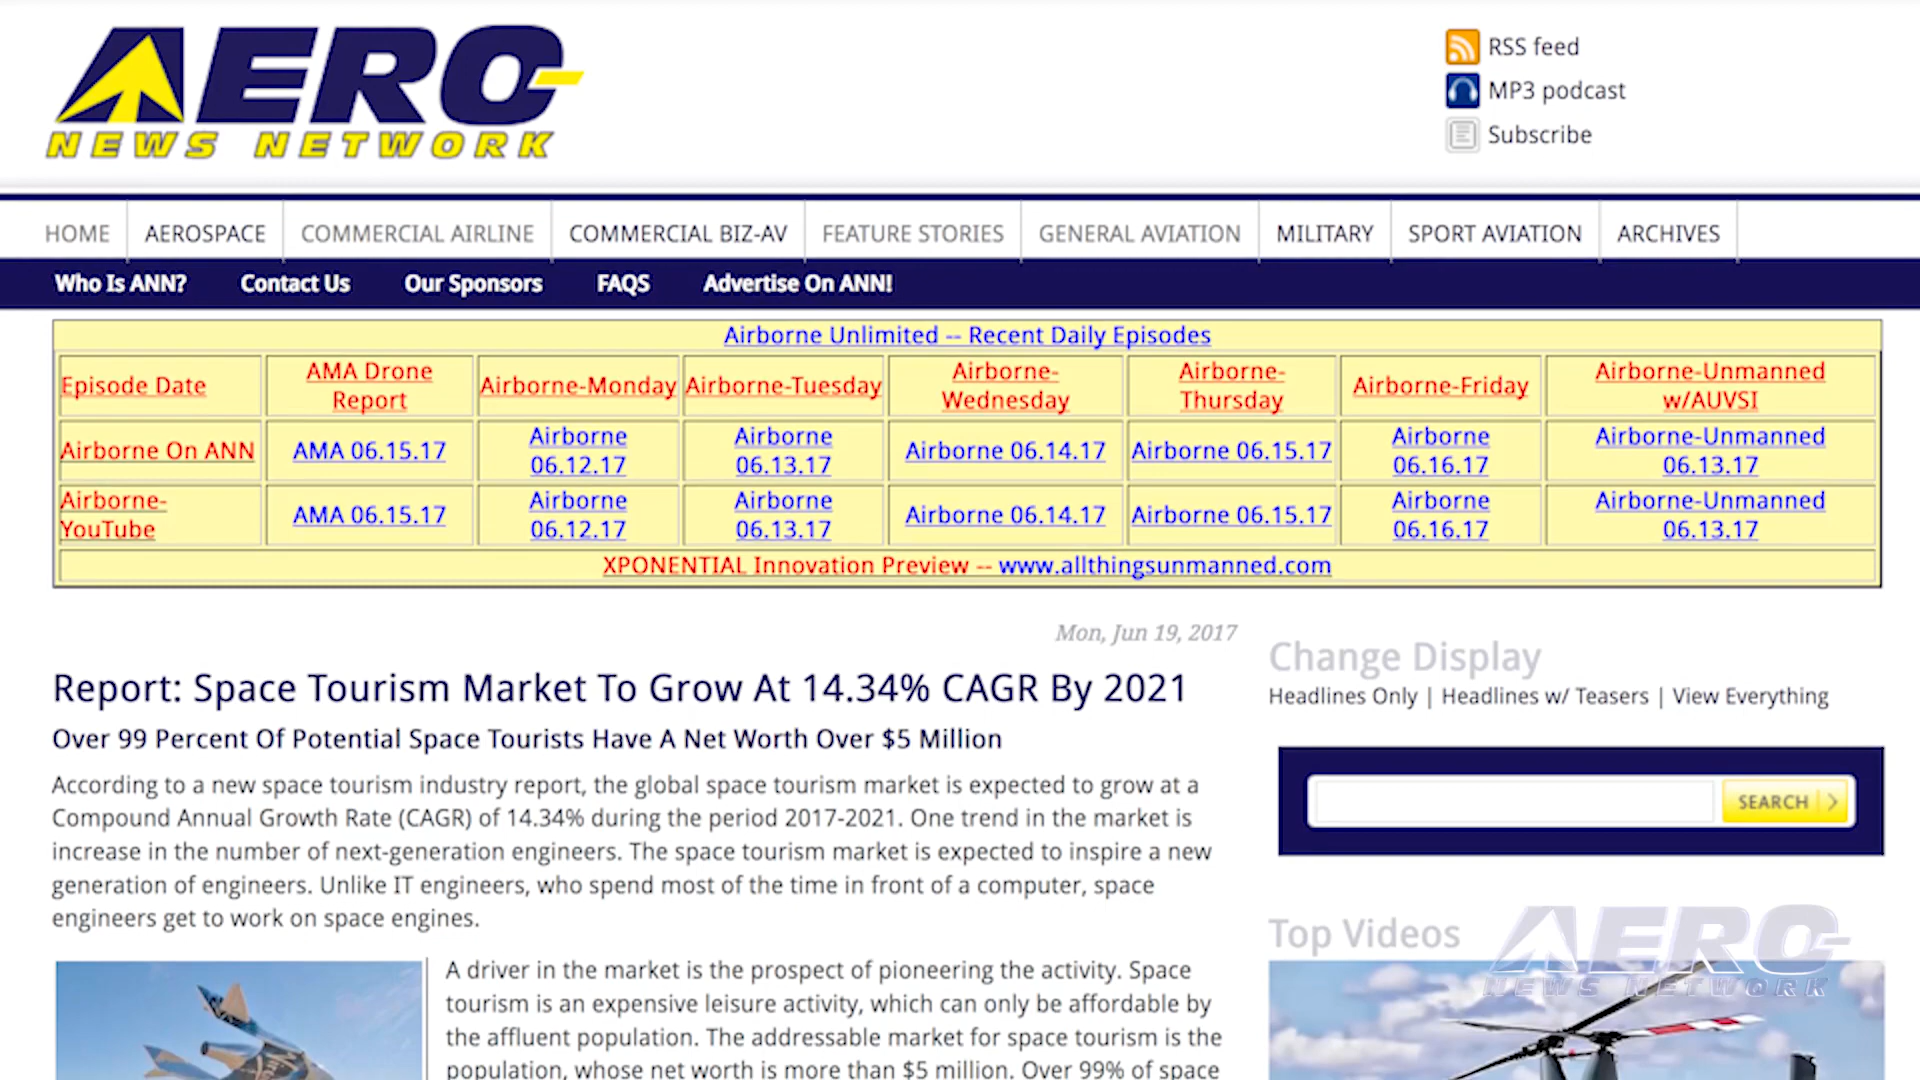 AERO-
NEWS NETWORK
RSS feed
MP3 podcast
Subscribe
HOME AEROSPACE COMMERCIAL AIRLINE COMMERCIAL BIZ-AV FEATURE STORIES GENERAL AVIATION MILITARY SPORT AVIATION ARCHIVES
Who Is ANN? Contact Us Our Sponsors FAQS Advertise On ANN!
Airborne Unlimited -- Recent Daily Episodes
Episode Date
AMA Drone
Report
Airborne-Monday
Airborne-Tuesday
Airborne-
Wednesday
Airborne-
Thursday
Airborne-Friday
Airborne-Unmanned
w/AUVSI
Airborne On ANN
AMA 06.15.17
Airborne
06.12.17
Airborne
06.13.17
Airborne 06.14.17
Airborne 06.15.17
Airborne
06.16.17
Airborne-Unmanned
06.13.17
Airborne-
YouTube
AMA 06.15.17
Airborne
06.12.17
Airborne
06.13.17
Airborne 06.14.17
Airborne 06.15.17
Airborne
06.16.17
Airborne-Unmanned
06.13.17
XPONENTIAL Innovation Preview -- www.allthingsunmanned.com
Mon, Jun 19, 2017
Report: Space Tourism Market To Grow At 14.34% CAGR By 2021
Over 99 Percent Of Potential Space Tourists Have A Net Worth Over $5 Million
According to a new space tourism industry report, the global space tourism market is expected to grow at a
Compound Annual Growth Rate (CAGR) of 14.34% during the period 2017-2021. One trend in the market is
increase in the number of next-generation engineers. The space tourism market is expected to inspire a new
generation of engineers. Unlike IT engineers, who spend most of the time in front of a computer, space
engineers get to work on space engines.
A driver in the market is the prospect of pioneering the activity. Space
tourism is an expensive leisure activity, which can only be affordable by
the affluent population. The addressable market for space tourism is the
population, whose net worth is more than $5 million. Over 99% of space
Change Display
Headlines Only | Headlines w/ Teasers | View Everything
SEARCH
Top Videos
AERO-
NEWS NETWORK